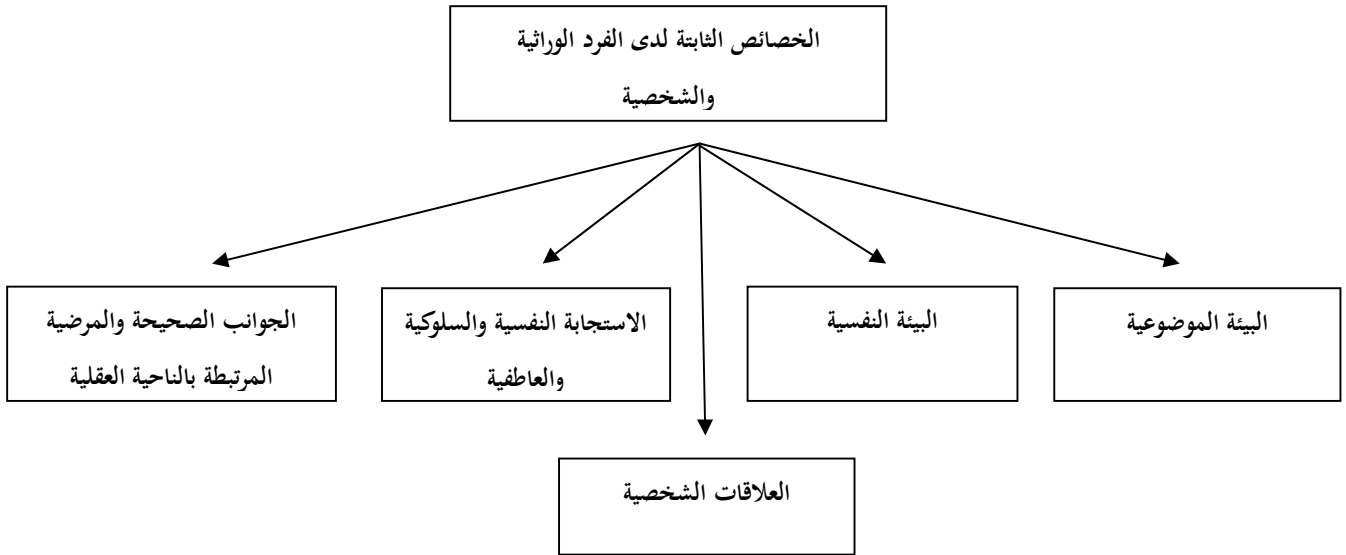 الخصائص الثابتة لدى الفرد الوراثية
والشخصية
البيئة الموضوعية
البيئة النفسية
الاستجابة النفسية والسلوكية
والعاطفية
الجوانب الصحيحة والمرضية
المرتبطة بالناحية العقلية
العلاقات الشخصية